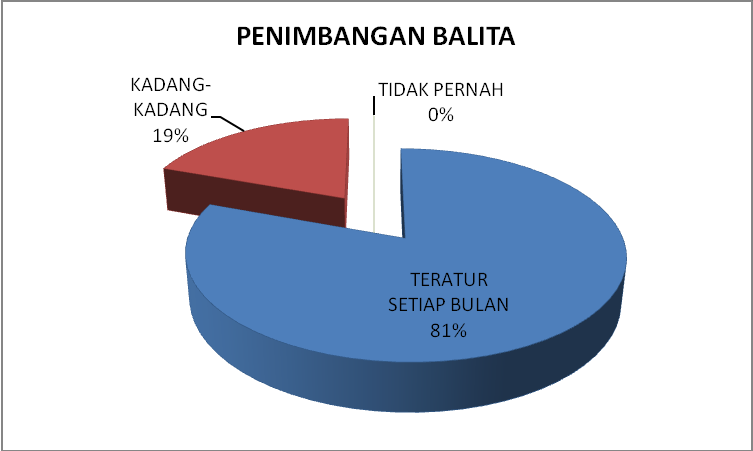 PENIMBANGAN BALITA
KADANG-
KADANG
19%
TIDAK PERNAH
0%
TERATUR
SETIAP BULAN
81%